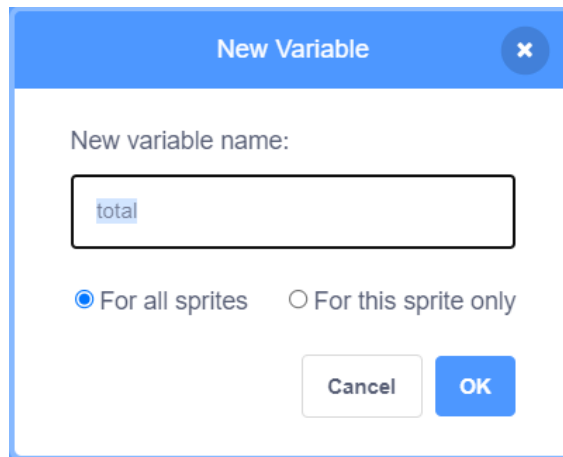 New Variable
New variable name:
total
For all sprites For this sprite only
Cancel OK